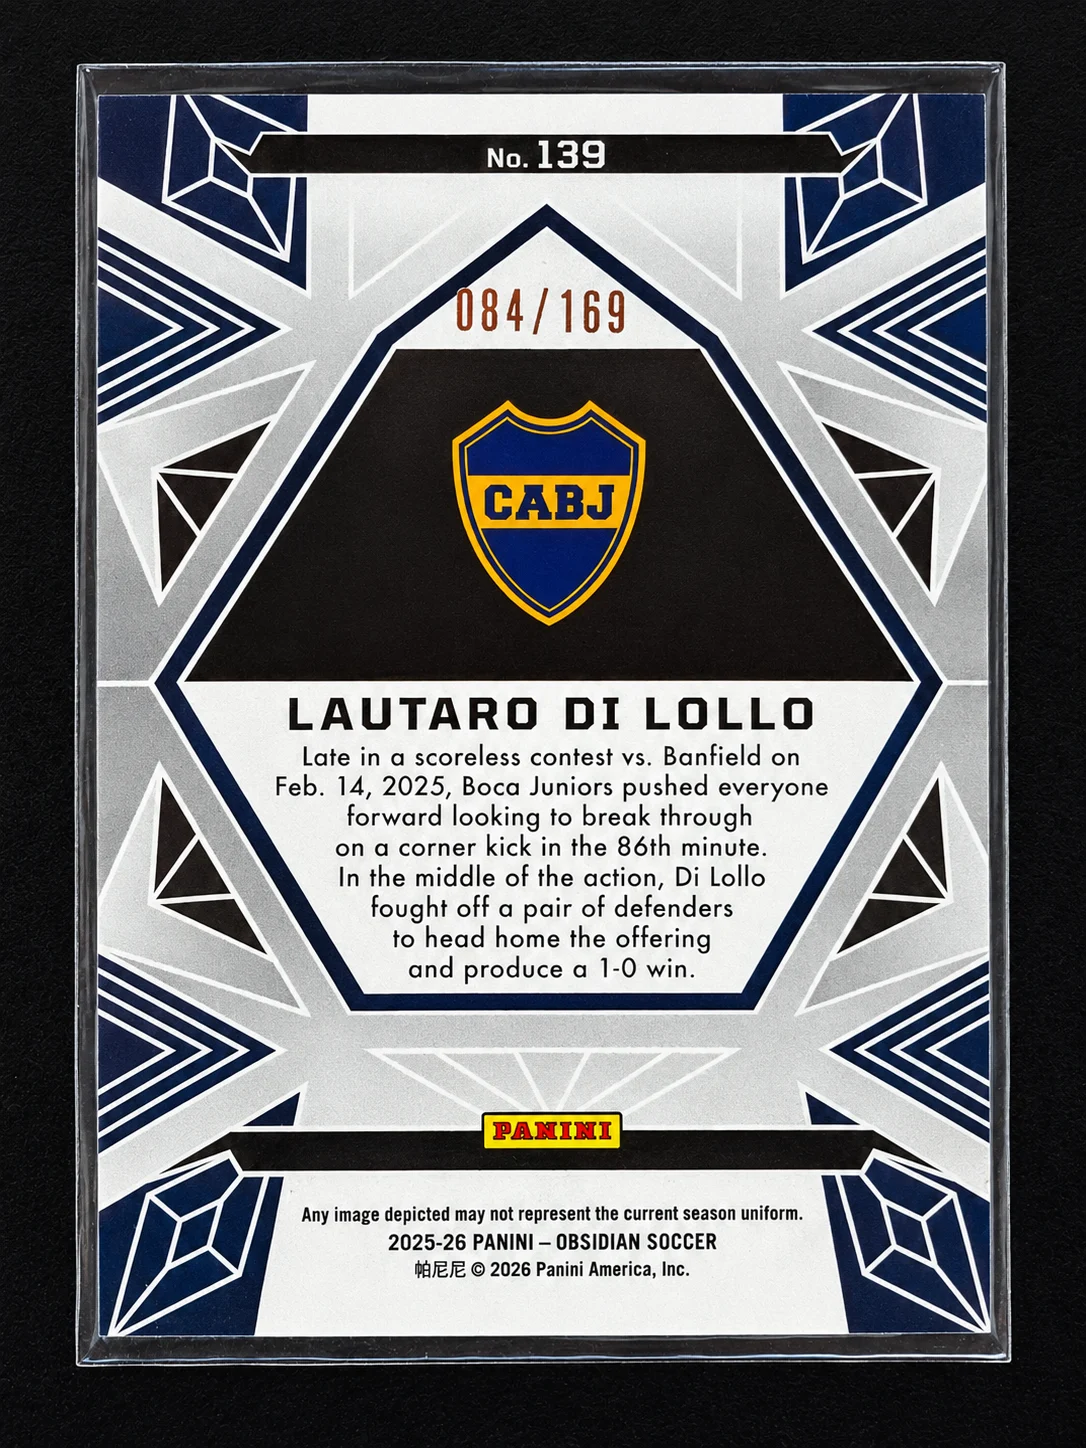 No. 139
084/169
CABJ
LAUTARO DI LOLLO
Late in a scoreless contest vs. Banfield on
Feb. 14, 2025, Boca Juniors pushed everyone
forward looking to break through
on a corner kick in the 86th minute.
In the middle of the action, Di Lollo
fought off a pair of defenders
to head home the offering
and produce a 1-0 win.
PANINI
Any image depicted may not represent the current season uniform.
2025-26 PANINI – OBSIDIAN SOCCER
帕尼尼 © 2026 Panini America, Inc.